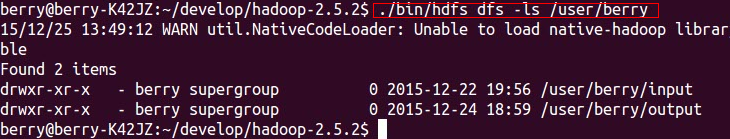 berry@berry-K42JZ:~/develop/hadoop-2.5.2$ ./bin/hdfs dfs -ls /user/berry
15/12/25 13:49:12 WARN util.NativeCodeLoader: Unable to load native-hadoop librar
ble
Found 2 items
drwxr-xr-x   - berry supergroup          0 2015-12-22 19:56 /user/berry/input
drwxr-xr-x   - berry supergroup          0 2015-12-24 18:59 /user/berry/output
berry@berry-K42JZ:~/develop/hadoop-2.5.2$